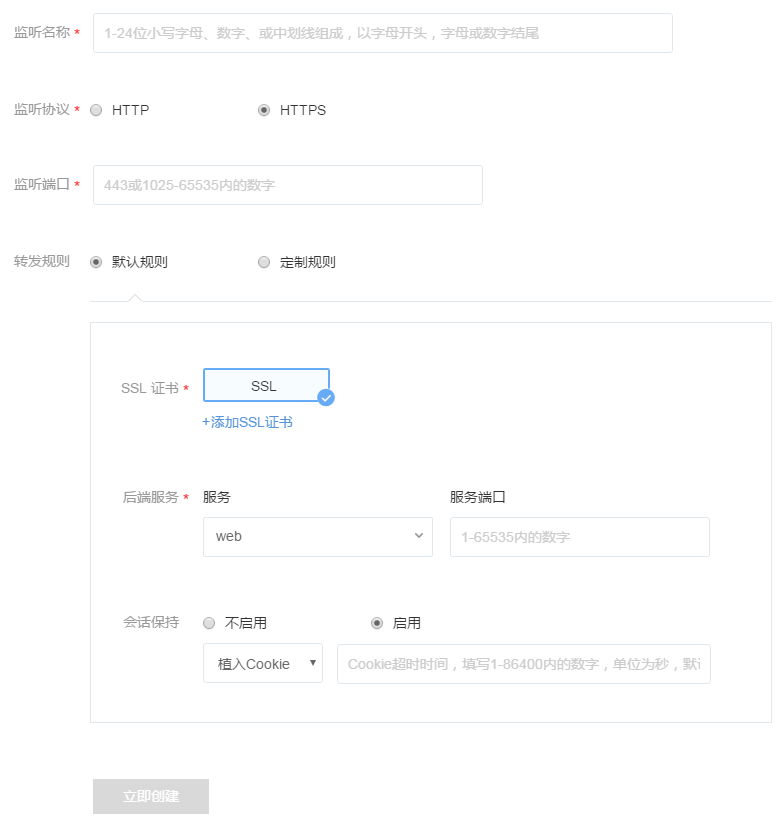 监听名称 * 1-24位小写字母、数字、或中划线组成，以字母开头，字母或数字结尾
监听协议 * HTTP HTTPS
监听端口 * 443或1025-65535内的数字
转发规则 默认规则 定制规则
SSL 证书 * SSL
+添加SSL证书
后端服务 * 服务 服务端口
web 1-65535内的数字
会话保持 不启用 启用
植入Cookie Cookie超时时间，填写1-86400内的数字，单位为秒，默
立即创建